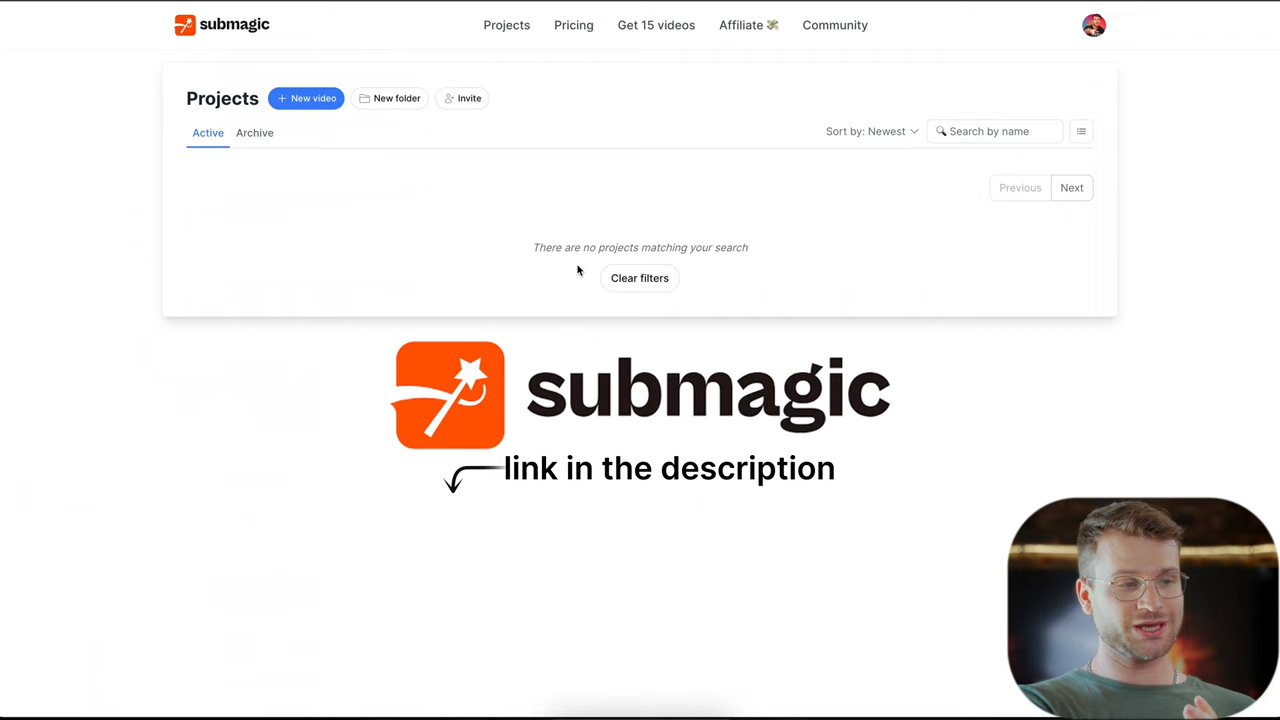 submagic
Projects Pricing Get 15 videos Affiliate 💸 Community
Projects + New video New folder Invite
Active Archive Sort by: Newest Search by name
Previous Next
There are no projects matching your search
Clear filters
submagic
link in the description